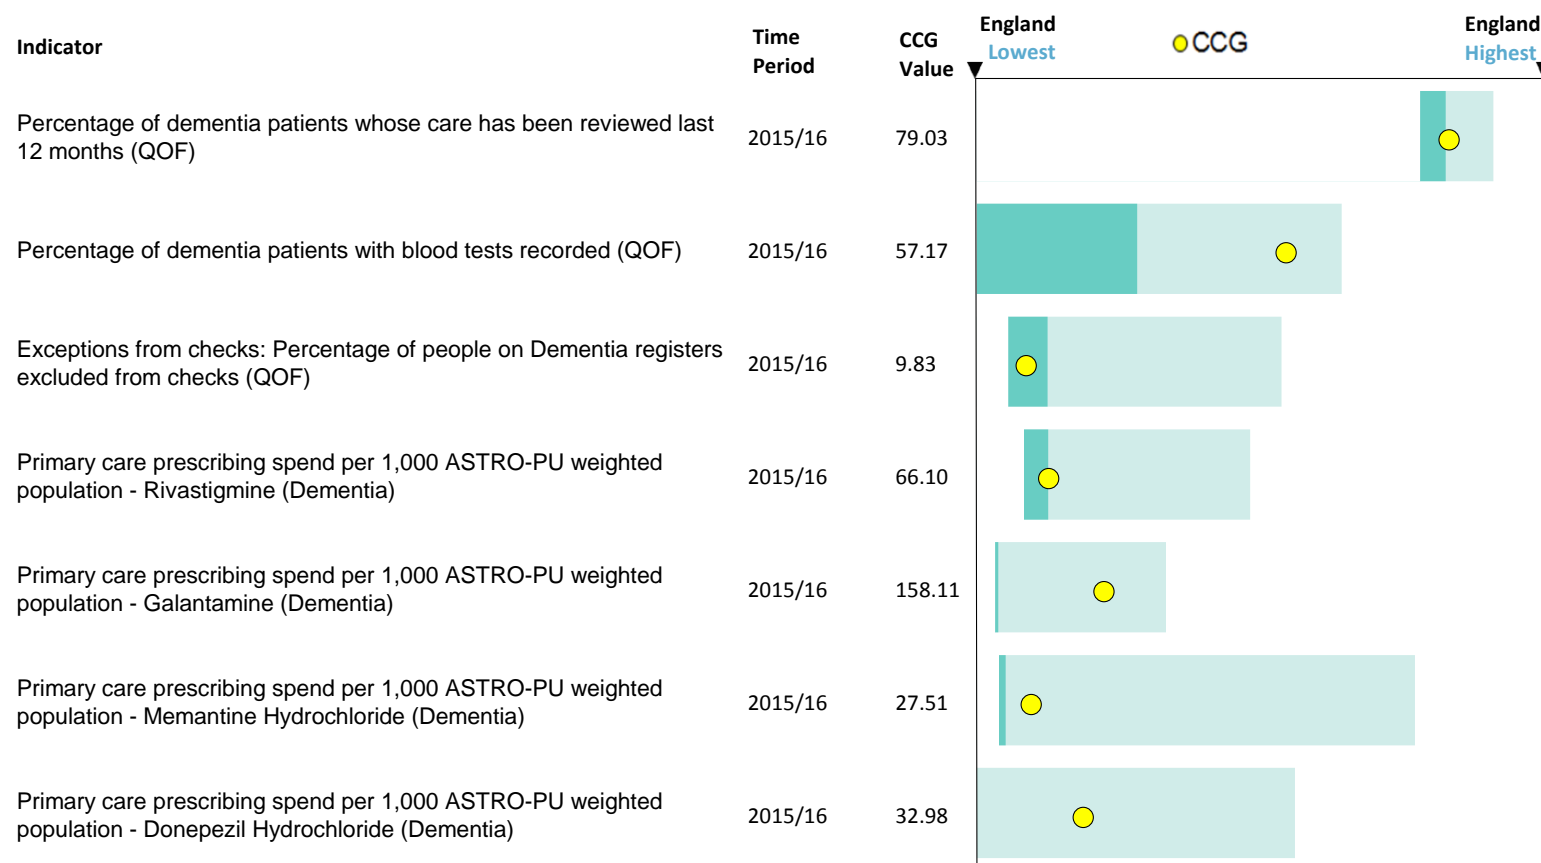 Indicator
Time
Period
CCG
Value
England
Lowest
CCG
England
Highest
Percentage of dementia patients whose care has been reviewed last
12 months (QOF)
2015/16
79.03
Percentage of dementia patients with blood tests recorded (QOF)
2015/16
57.17
Exceptions from checks: Percentage of people on Dementia registers
excluded from checks (QOF)
2015/16
9.83
Primary care prescribing spend per 1,000 ASTRO-PU weighted
population - Rivastigmine (Dementia)
2015/16
66.10
Primary care prescribing spend per 1,000 ASTRO-PU weighted
population - Galantamine (Dementia)
2015/16
158.11
Primary care prescribing spend per 1,000 ASTRO-PU weighted
population - Memantine Hydrochloride (Dementia)
2015/16
27.51
Primary care prescribing spend per 1,000 ASTRO-PU weighted
population - Donepezil Hydrochloride (Dementia)
2015/16
32.98